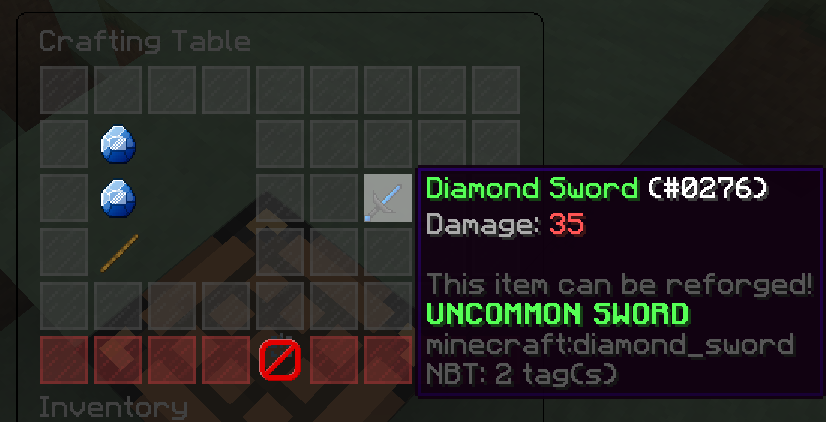 Crafting Table
Diamond Sword (#0276)
Damage: 35
This item can be reforged!
UNCOMMON SWORD
minecraft:diamond_sword
NBT: 2 tag(s)
Inventory